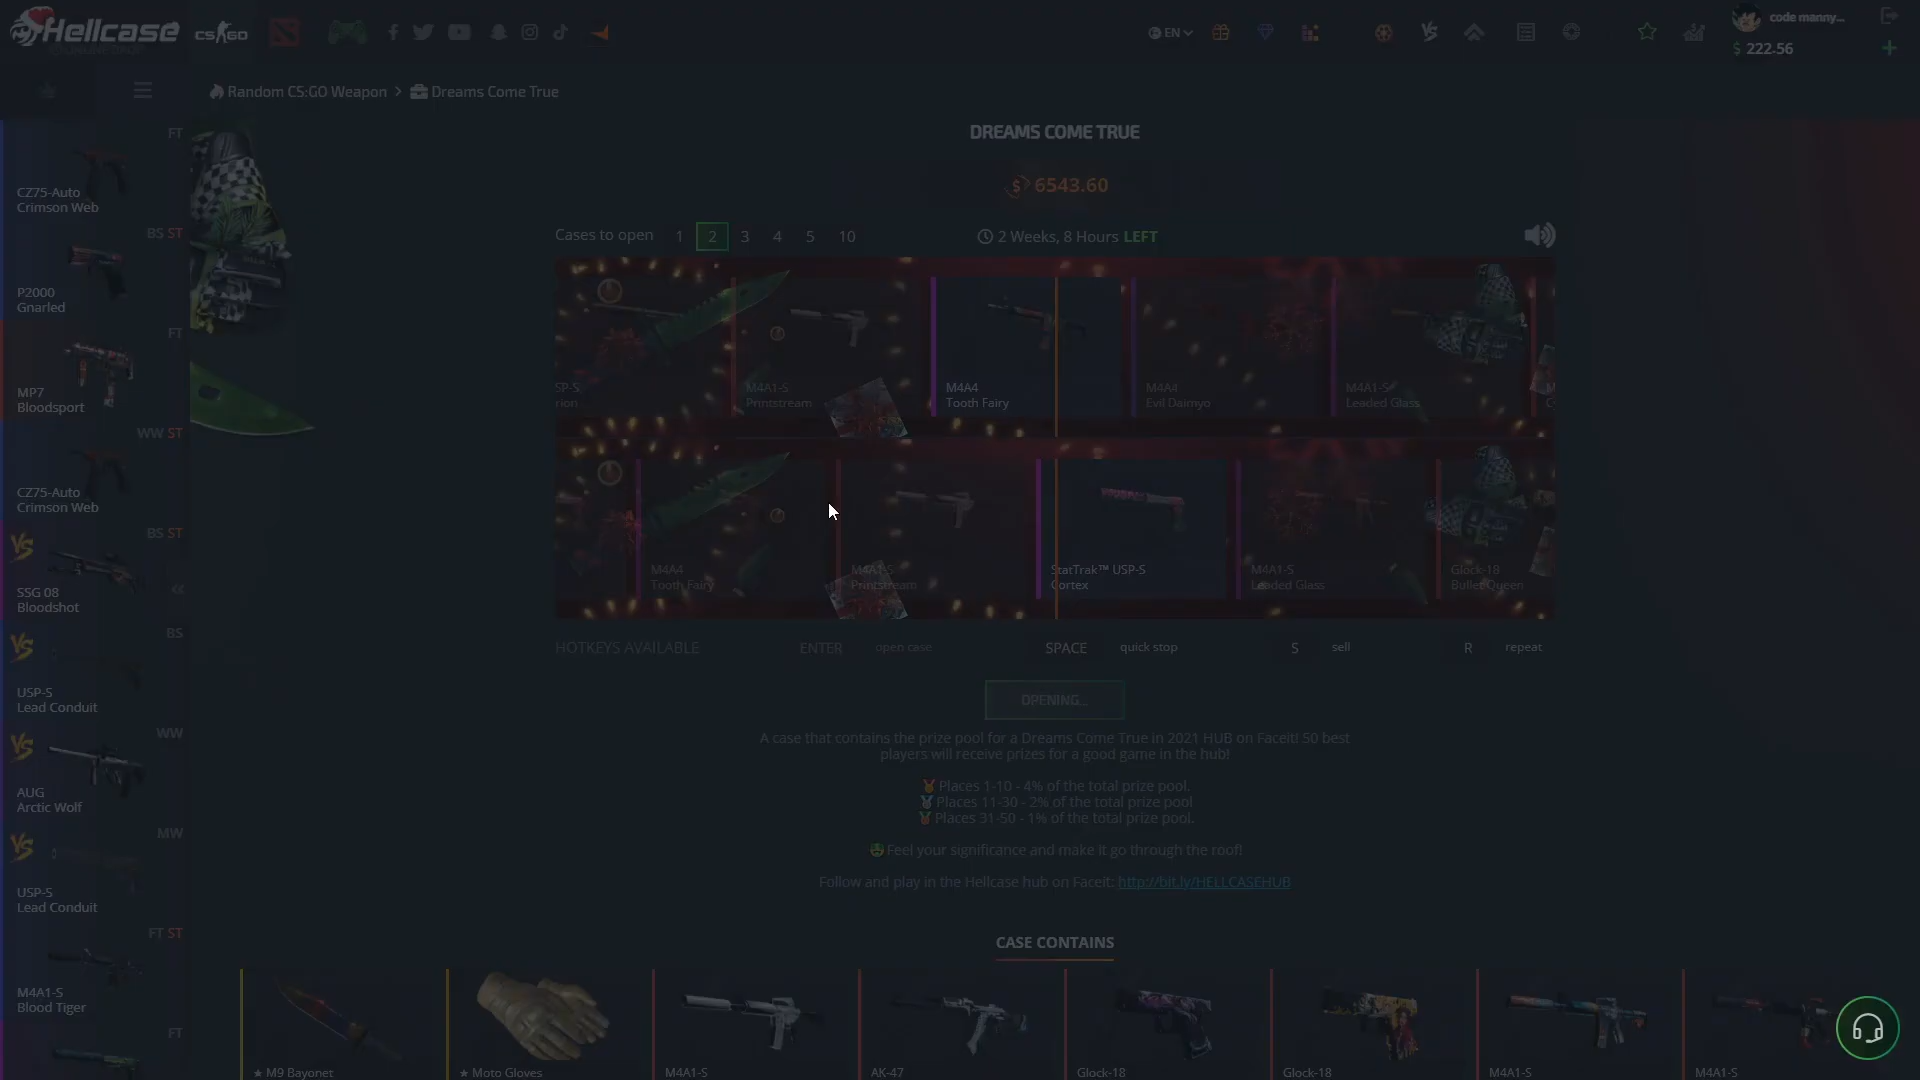 Hellcase
ONLINE DROP
CS:GO
EN
code manny...
$ 222.56
Random CS:GO Weapon > Dreams Come True
DREAMS COME TRUE
6543.60
Cases to open 1 2 3 4 5 10
2 Weeks, 8 Hours LEFT
FT
CZ75-Auto
Crimson Web
BS ST
P2000
Gnarled
FT
MP7
Bloodsport
WW ST
CZ75-Auto
Crimson Web
BS ST
VS
SSG 08
Bloodshot
BS
VS
USP-S
Lead Conduit
WW
VS
AUG
Arctic Wolf
MW
VS
USP-S
Lead Conduit
FT ST
M4A1-S
Blood Tiger
FT
SP-S
rion
M4A1-S
Printstream
M4A4
Tooth Fairy
M4A4
Evil Daimyo
M4A1-S
Leaded Glass
M4A4
Tooth Fairy
M4A1-S
Printstream
StatTrak™ USP-S
Cortex
M4A1-S
Leaded Glass
Glock-18
Bullet Queen
HOTKEYS AVAILABLE ENTER open case SPACE quick stop S sell R repeat
OPENING...
A case that contains the prize pool for a Dreams Come True in 2021 HUB on Faceit! 50 best
players will receive prizes for a good game in the hub!
Places 1-10 - 4% of the total prize pool.
Places 11-30 - 2% of the total prize pool
Places 31-50 - 1% of the total prize pool.
Feel your significance and make it go through the roof!
Follow and play in the Hellcase hub on Faceit: http://bit.ly/HELLCASEHUB
CASE CONTAINS
★ M9 Bayonet
★ Moto Gloves
M4A1-S
AK-47
Glock-18
Glock-18
M4A1-S
M4A1-S